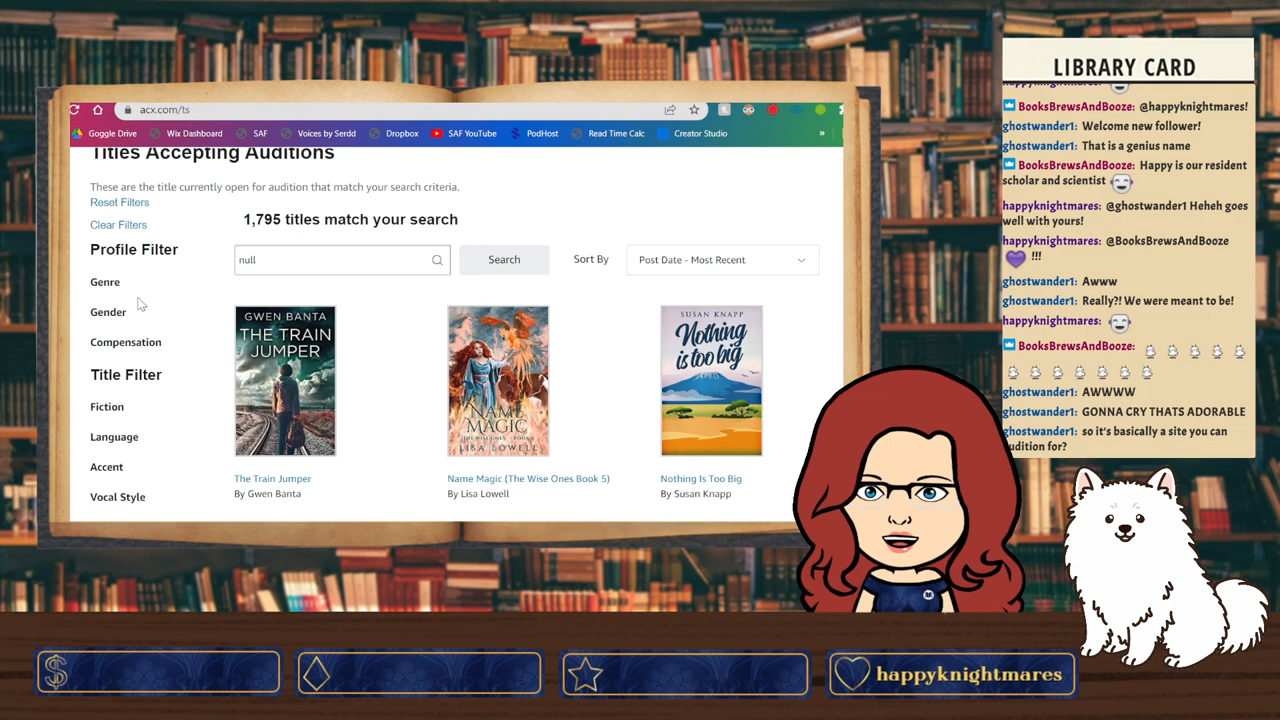 acx.com/ts
Google Drive
Wix Dashboard
SAF
Voices by Serdd
Dropbox
SAF YouTube
PodHost
Read Time Calc
Creator Studio
»
Titles Accepting Auditions
These are the title currently open for audition that match your search criteria.
Reset Filters
Clear Filters
1,795 titles match your search
Profile Filter
null
Search
Sort By
Post Date - Most Recent
Genre
Gender
Compensation
Title Filter
Fiction
Language
Accent
Vocal Style
GWEN BANTA
THE TRAIN
JUMPER
NAME
MAGIC
THE WISE ONES · BOOK 5
LISA LOWELL
SUSAN KNAPP
Nothing
is too big
The Train Jumper
By Gwen Banta
Name Magic (The Wise Ones Book 5)
By Lisa Lowell
Nothing Is Too Big
By Susan Knapp
LIBRARY CARD
happyknightmares:
BooksBrewsAndBooze: @happyknightmares!
ghostwander1: Welcome new follower!
ghostwander1: That is a genius name
BooksBrewsAndBooze: Happy is our resident
scholar and scientist
happyknightmares: @ghostwander1 Heheh goes
well with yours!
happyknightmares: @BooksBrewsAndBooze
!!!
ghostwander1: Awww
ghostwander1: Really?! We were meant to be!
happyknightmares:
BooksBrewsAndBooze:
ghostwander1: AWWWW
ghostwander1: GONNA CRY THATS ADORABLE
ghostwander1: so it's basically a site you can
udition for?
$
happyknightmares